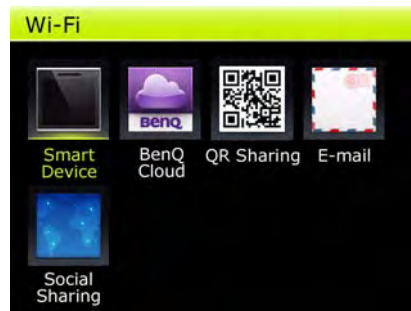 Wi-Fi
BenQ
Smart
Device
BenQ
Cloud
QR Sharing
E-mail
Social
Sharing